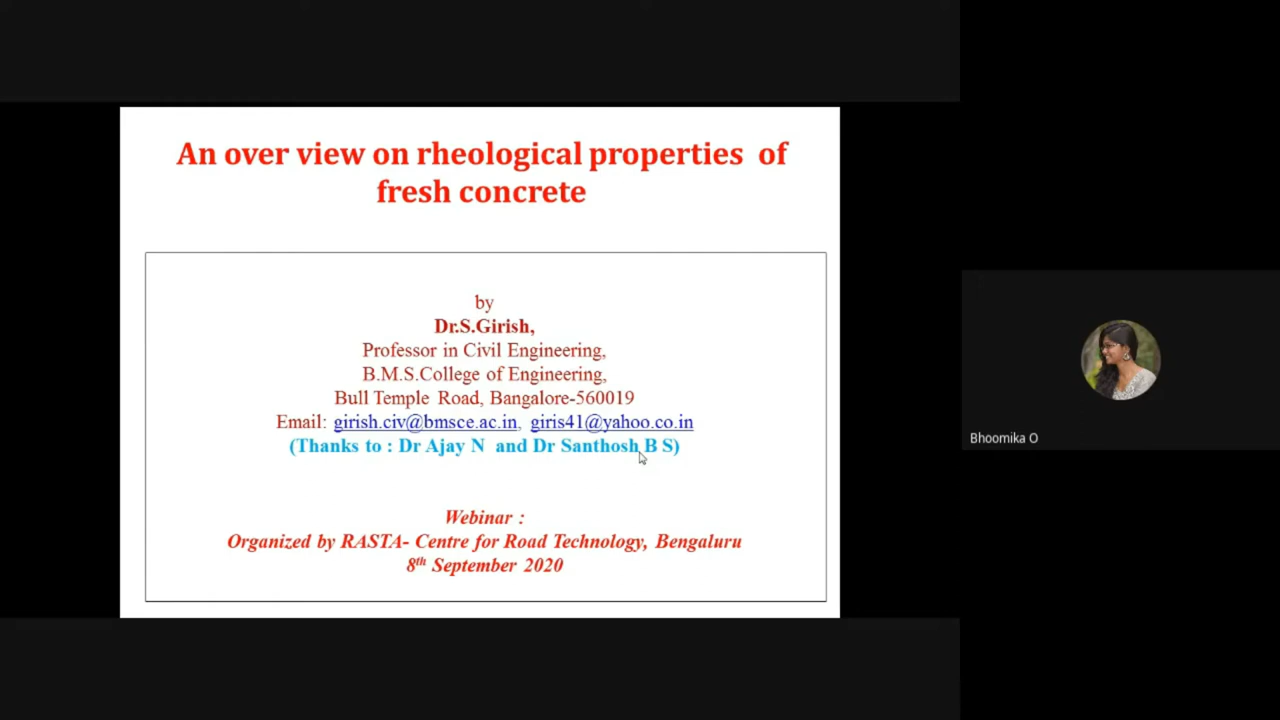 An over view on rheological properties of
fresh concrete
by
Dr.S.Girish,
Professor in Civil Engineering,
B.M.S.College of Engineering,
Bull Temple Road, Bangalore-560019
Email: girish.civ@bmsce.ac.in, giris41@yahoo.co.in
(Thanks to : Dr Ajay N and Dr Santhosh B S)
Webinar :
Organized by RASTA- Centre for Road Technology, Bengaluru
8th September 2020
Bhoomika O